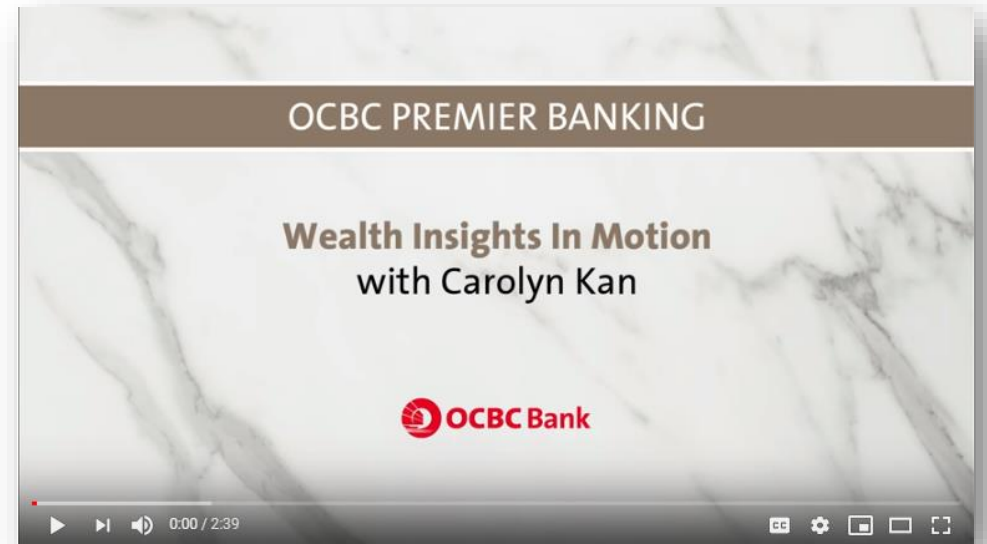 OCBC PREMIER BANKING
Wealth Insights In Motion
with Carolyn Kan
OCBC Bank
0:00 / 2:39
CC